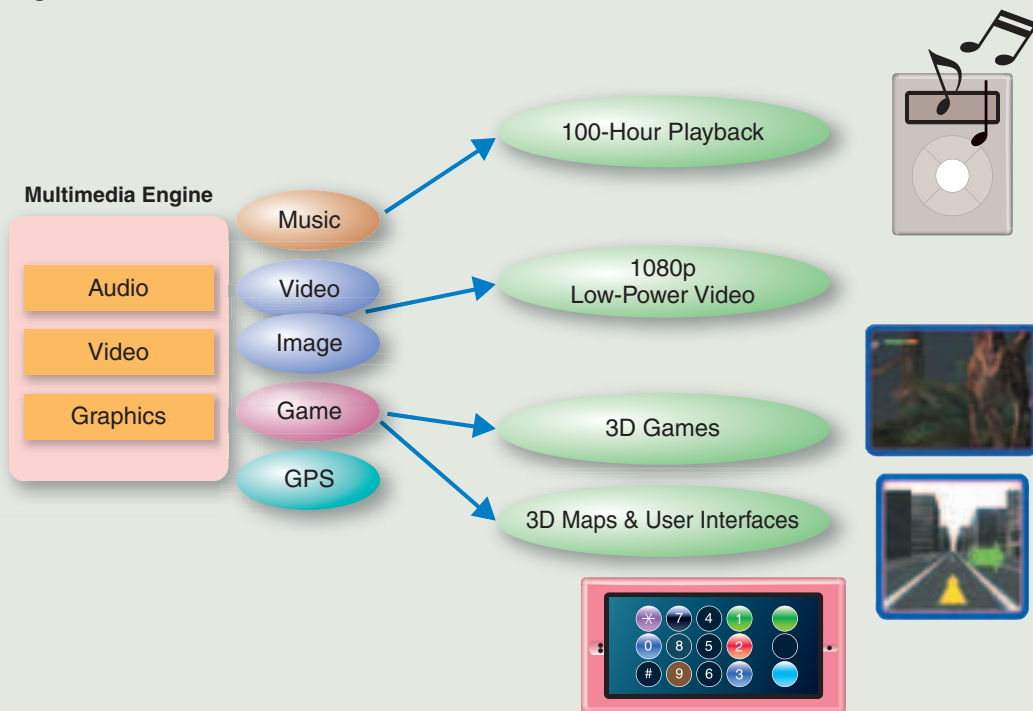 Multimedia Engine
Audio
Video
Graphics
Music
Video
Image
Game
GPS
100-Hour Playback
1080p
Low-Power Video
3D Games
3D Maps & User Interfaces
* 7 4 1
0 8 5 2
# 9 6 3